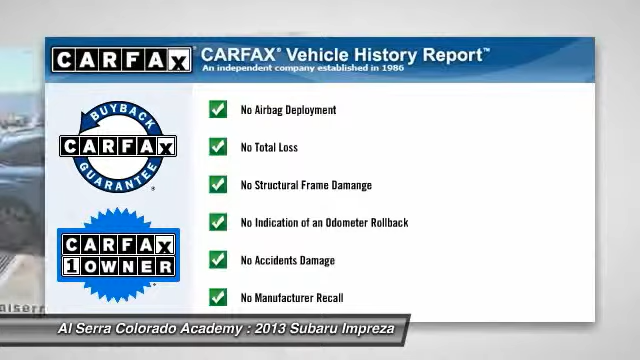 CARFAX
CARFAX® Vehicle History Report™
An independent company established in 1986
BUYBACK
CARFAX
GUARANTEE
CARFAX
1 OWNER
No Airbag Deployment
No Total Loss
No Structural Frame Damange
No Indication of an Odometer Rollback
No Accidents Damage
No Manufacturer Recall
Al Serra Colorado Academy : 2013 Subaru Impreza